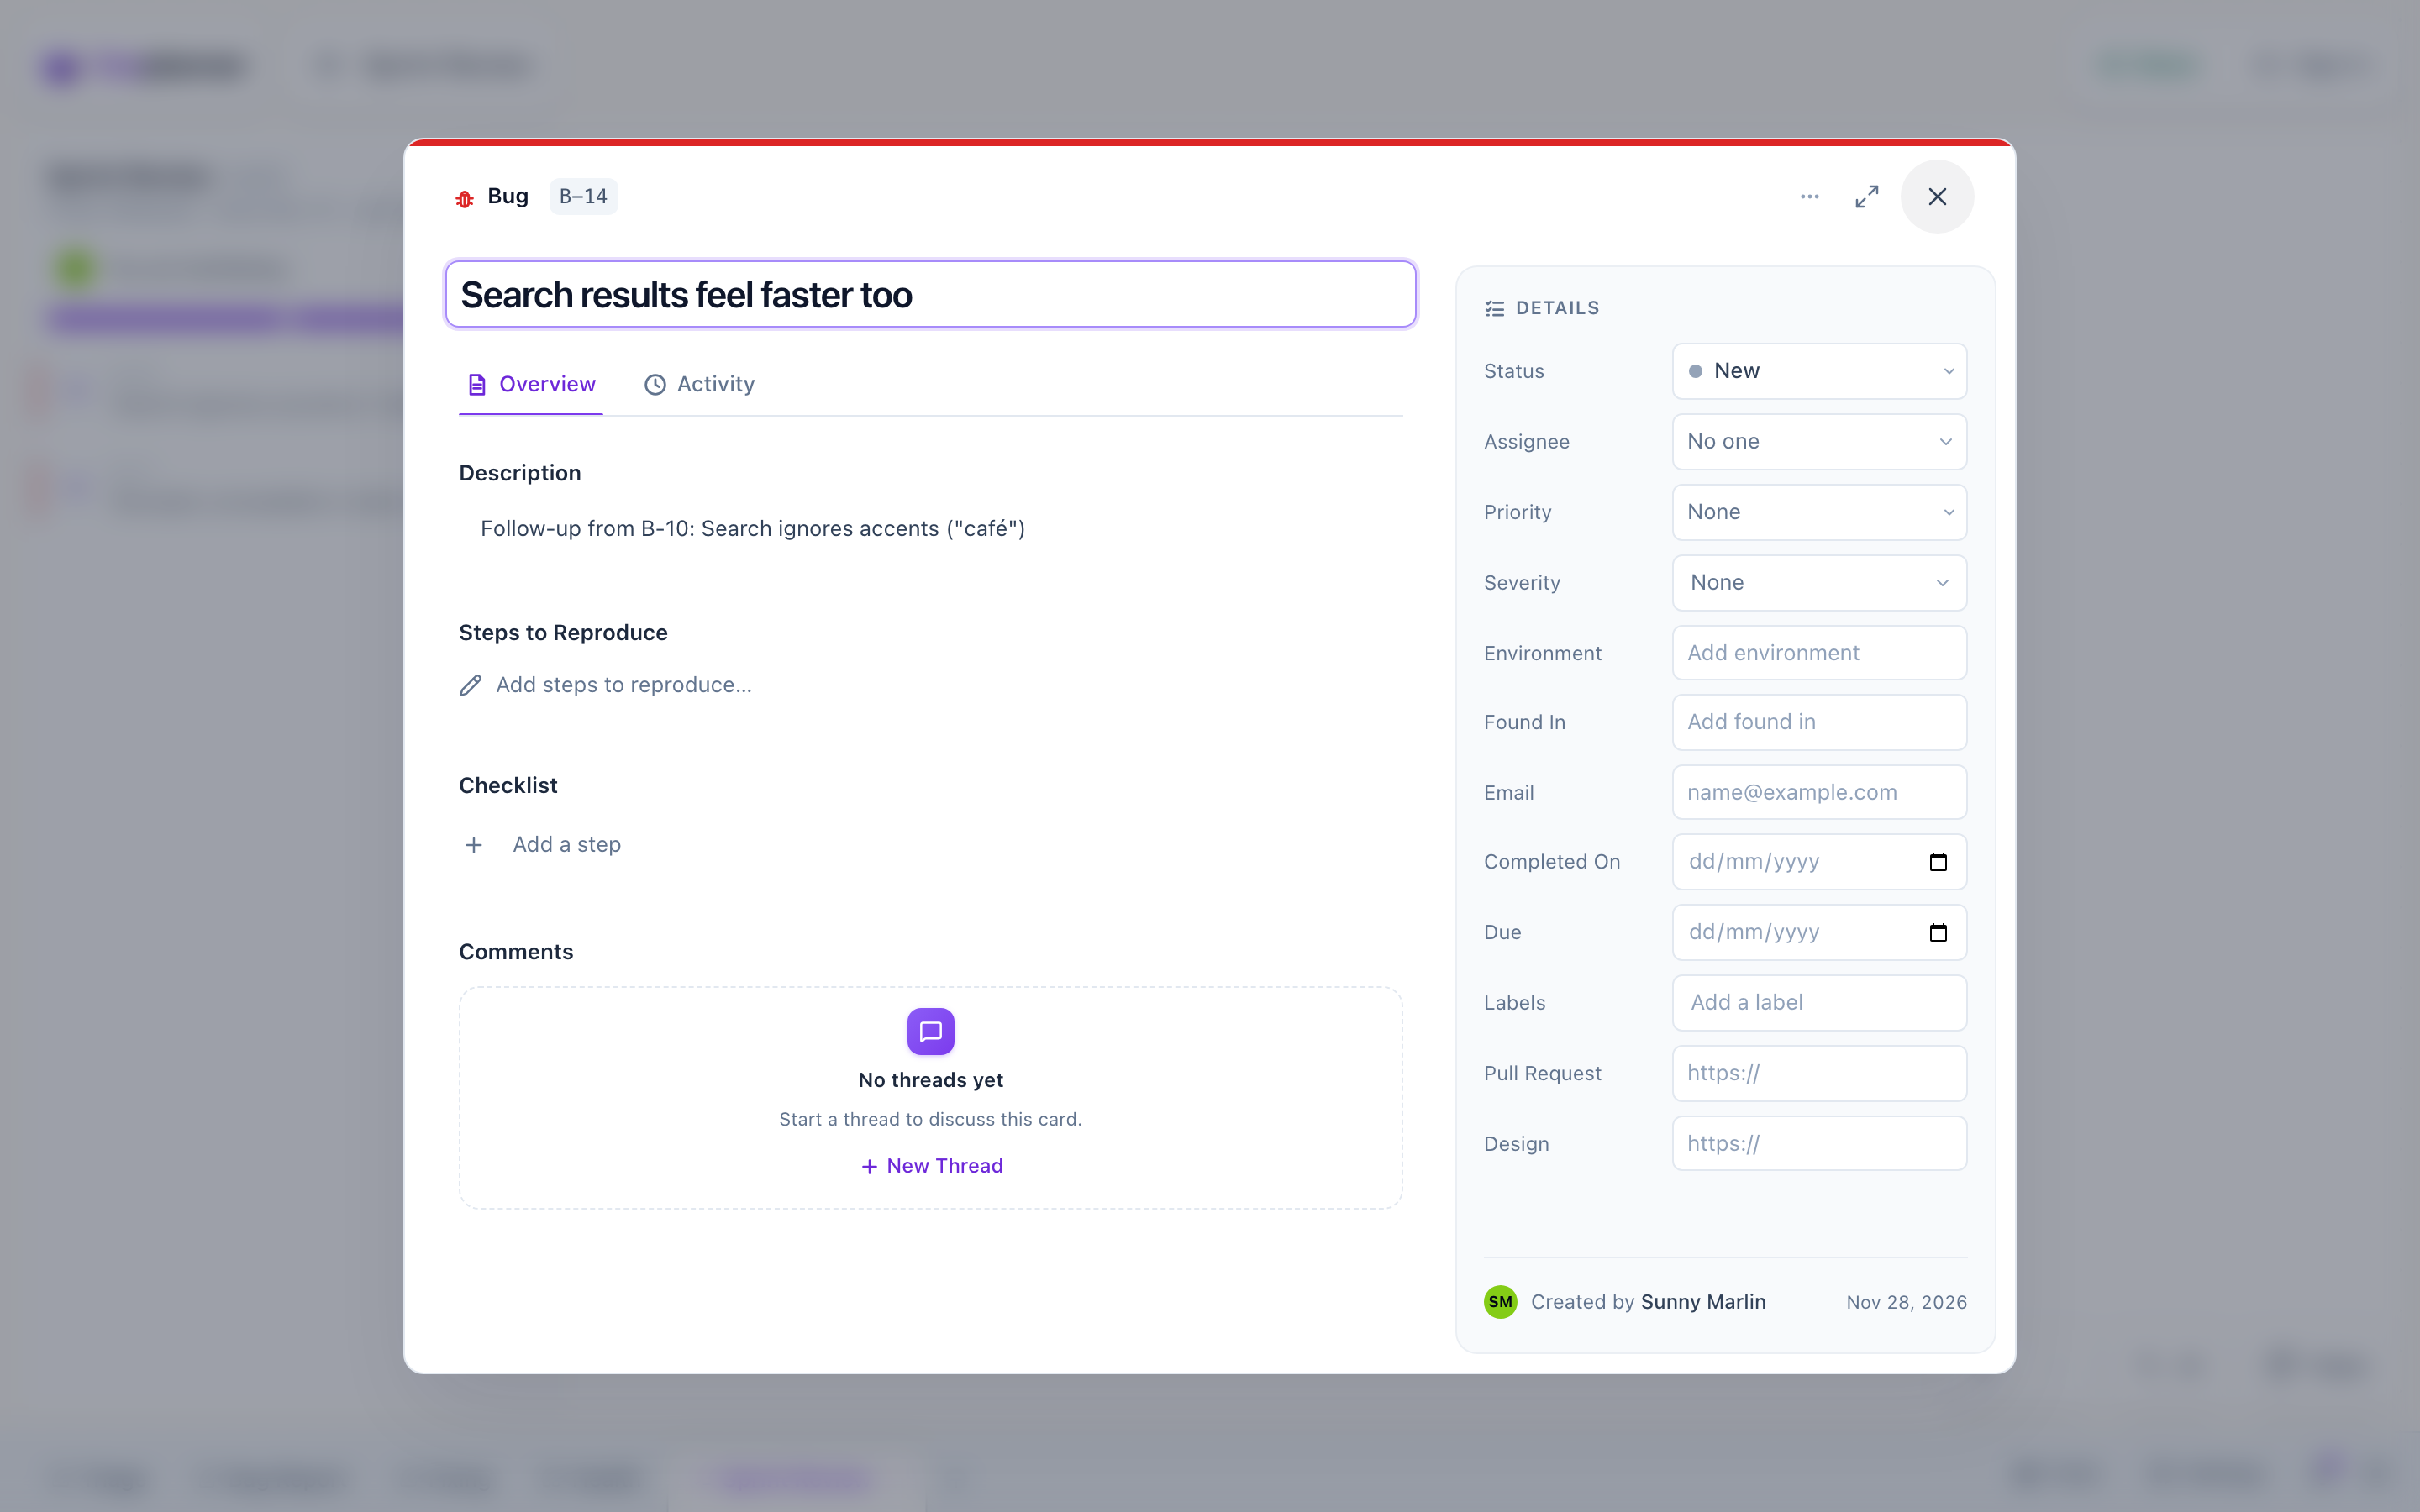 Bug B–14
Search results feel faster too
Overview Activity
Description
Follow-up from B-10: Search ignores accents ("café")
Steps to Reproduce
Add steps to reproduce...
Checklist
Add a step
Comments
No threads yet
Start a thread to discuss this card.
New Thread
DETAILS
Status New
Assignee No one
Priority None
Severity None
Environment Add environment
Found In Add found in
Email name@example.com
Completed On dd/mm/yyyy
Due dd/mm/yyyy
Labels Add a label
Pull Request https://
Design https://
SM Created by Sunny Marlin Nov 28, 2026